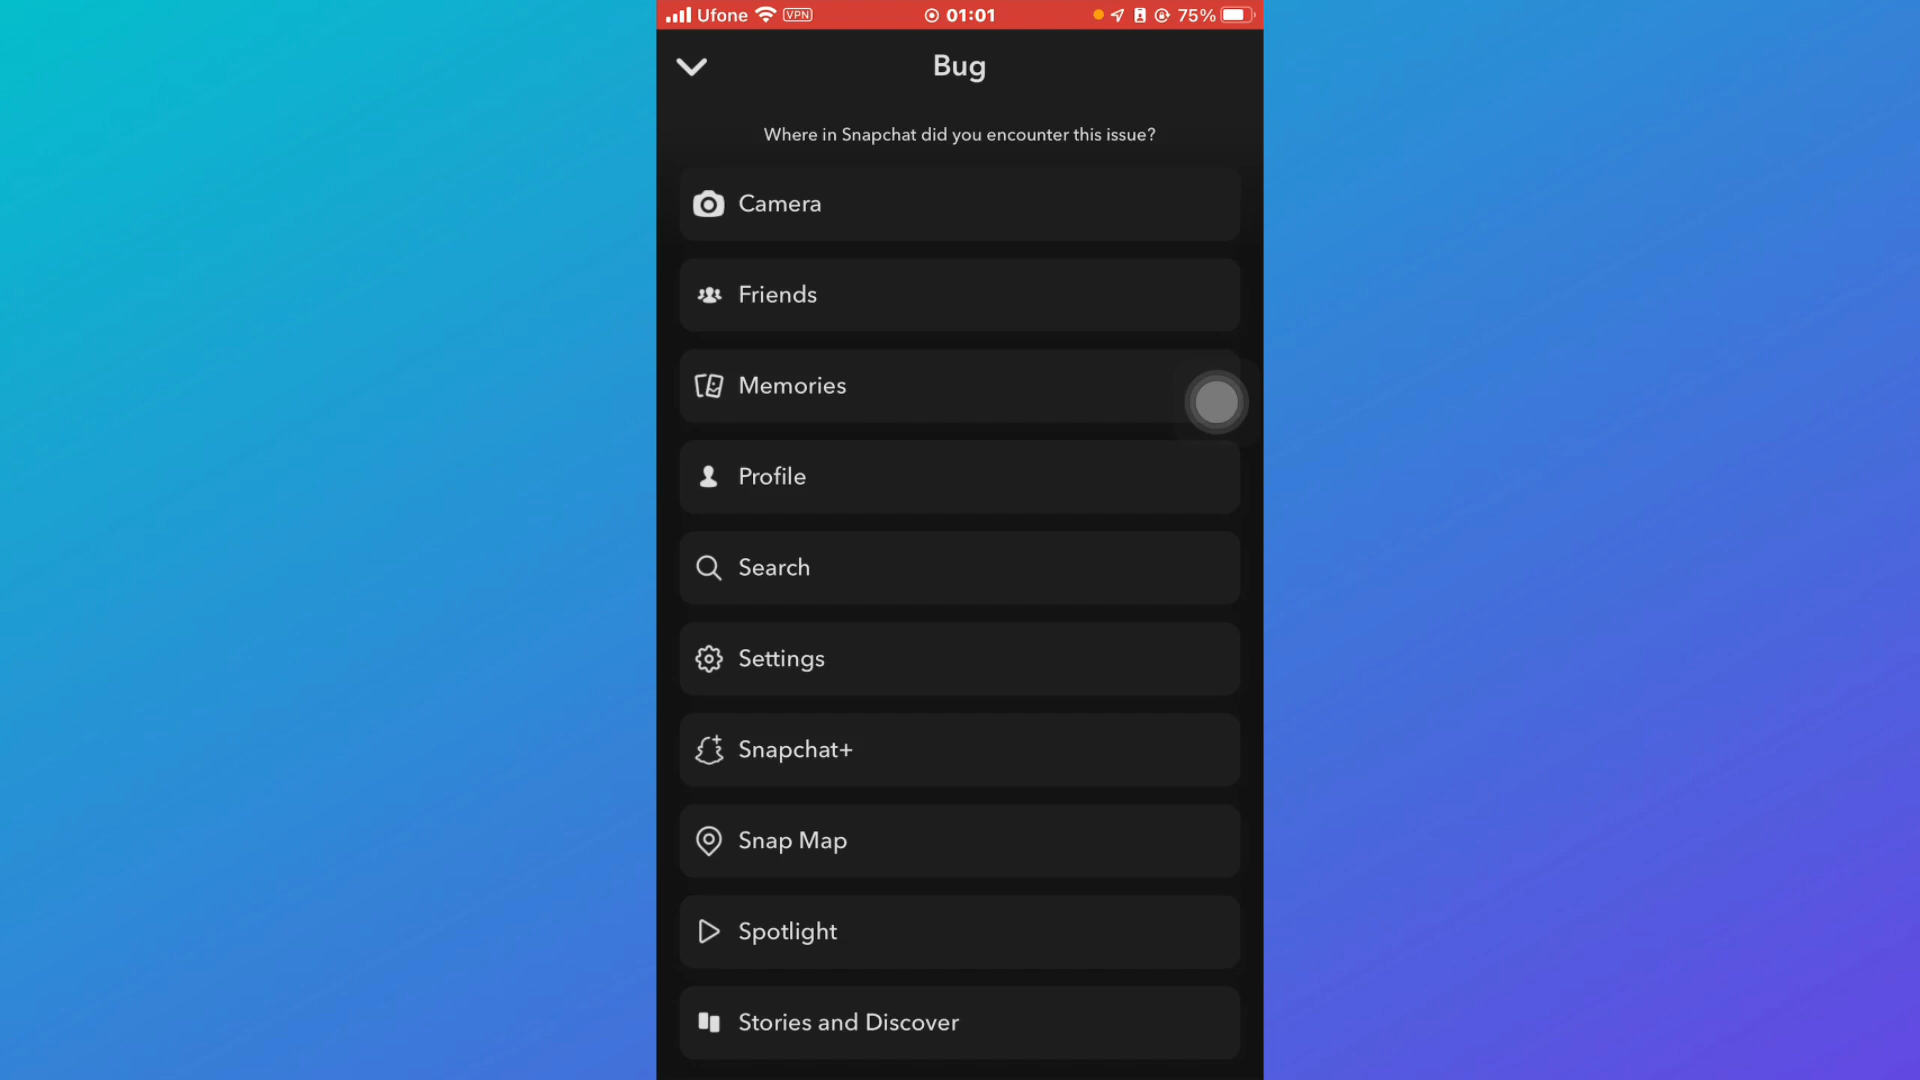 Ufone VPN 01:01 75%
Bug
Where in Snapchat did you encounter this issue?
Camera
Friends
Memories
Profile
Search
Settings
Snapchat+
Snap Map
Spotlight
Stories and Discover